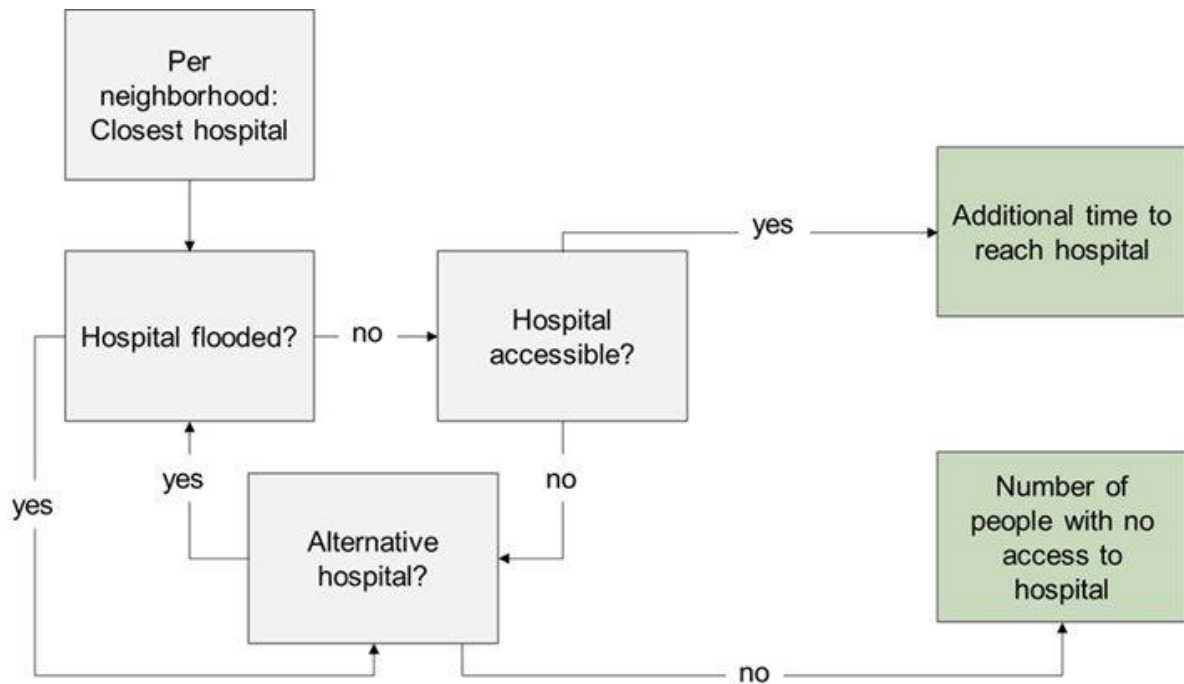 Per
neighborhood:
Closest hospital
Hospital flooded?
no
Hospital
accessible?
yes
Additional time to
reach hospital
yes
yes
no
Alternative
hospital?
no
Number of
people with no
access to
hospital